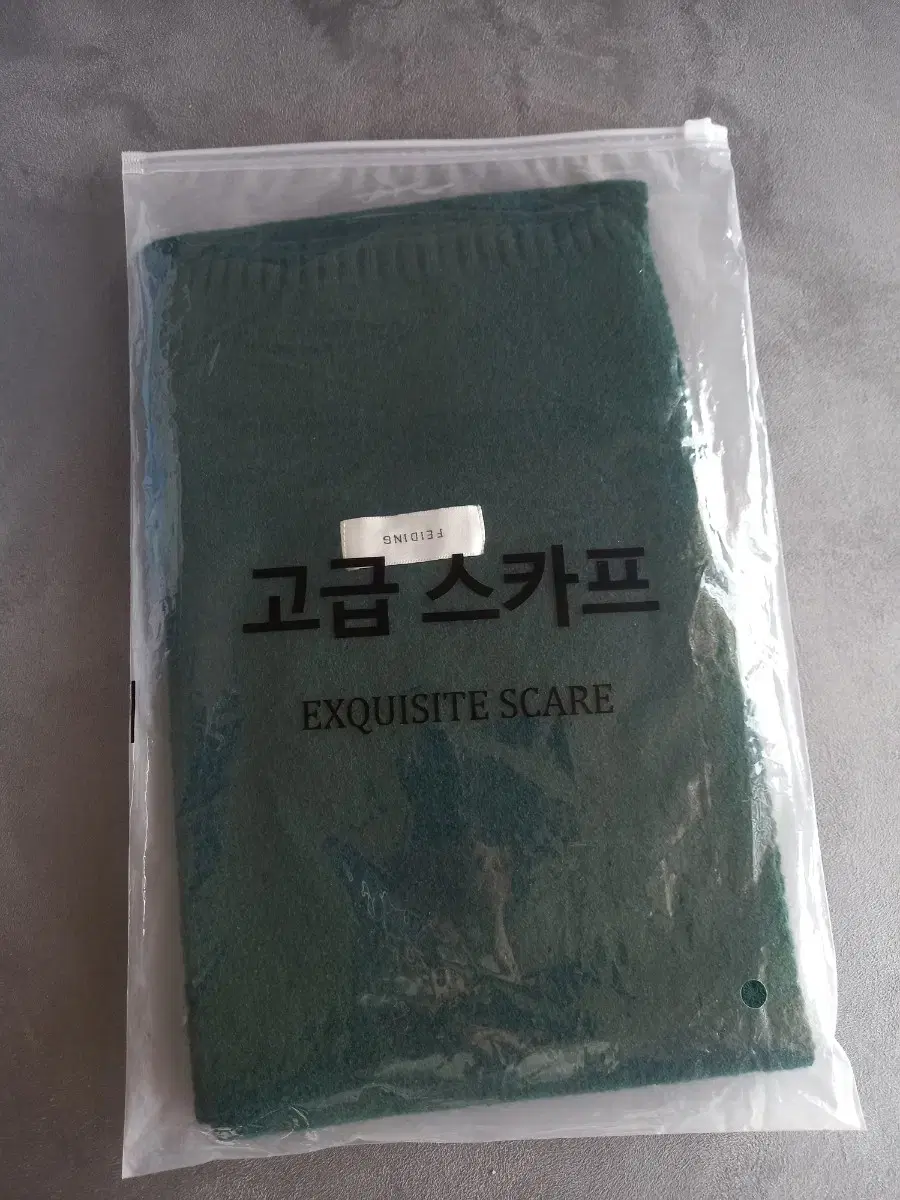 FEIDING
고급 스카프
EXQUISITE SCARE